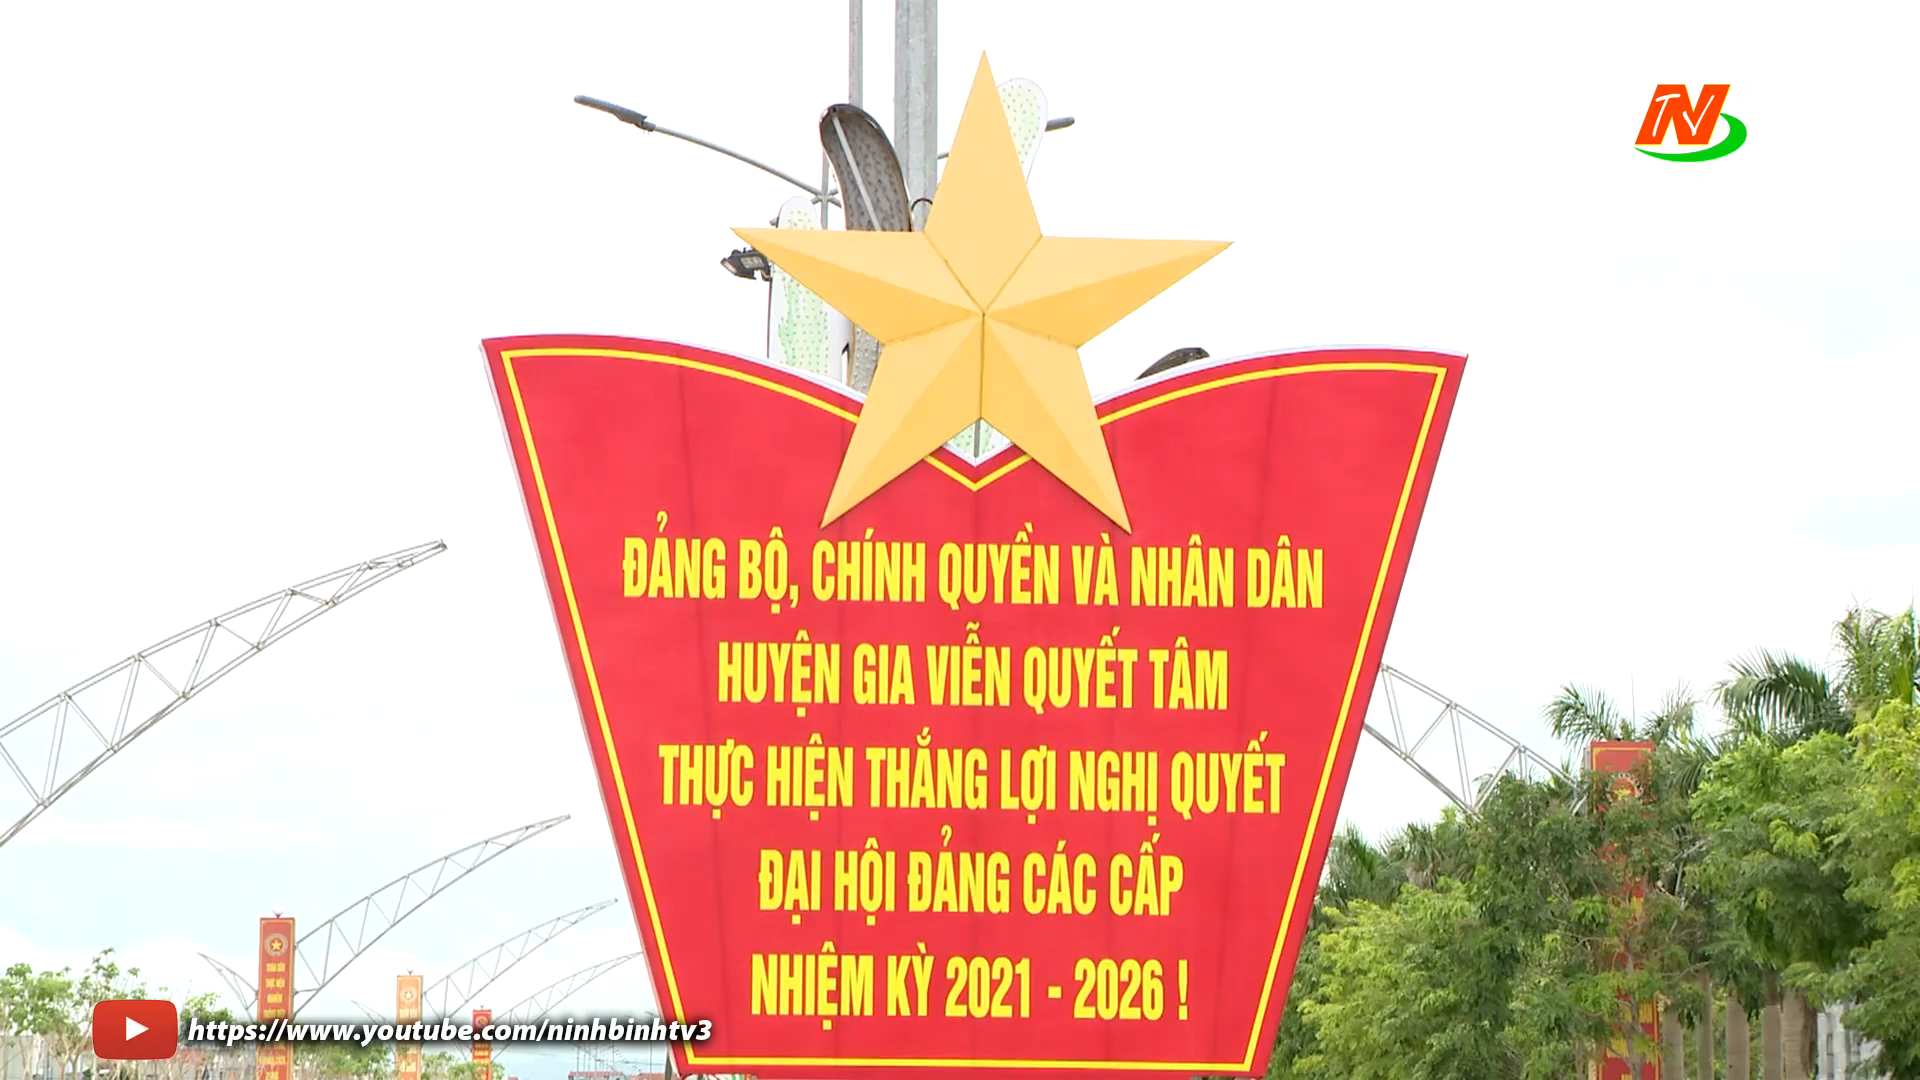 NTV
ĐẢNG BỘ, CHÍNH QUYỀN VÀ NHÂN DÂN
HUYỆN GIA VIỄN QUYẾT TÂM
THỰC HIỆN THẮNG LỢI NGHỊ QUYẾT
ĐẠI HỘI ĐẢNG CÁC CẤP
NHIỆM KỲ 2021 - 2026 !
https://www.youtube.com/ninhbinhtv3